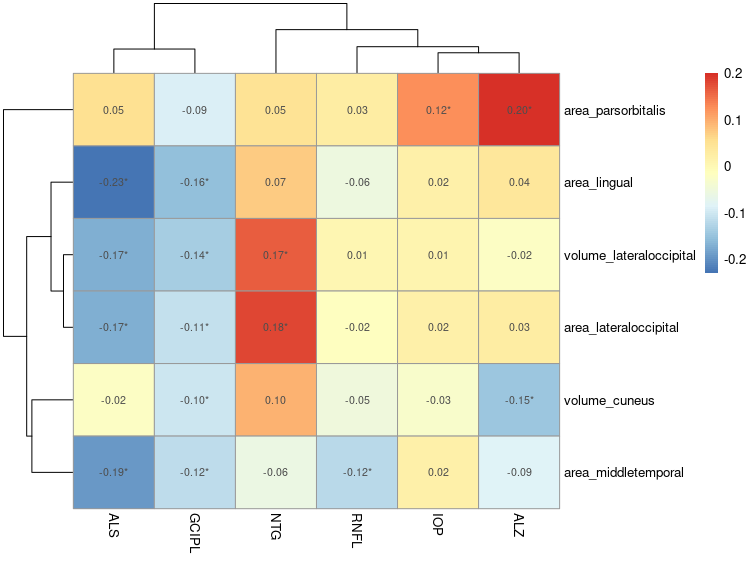 0.05 -0.09 0.05 0.03 0.12* 0.20* area_parsorbitalis
-0.23* -0.16* 0.07 -0.06 0.02 0.04 area_lingual
-0.17* -0.14* 0.17* 0.01 0.01 -0.02 volume_lateraloccipital
-0.17* -0.11* 0.18* -0.02 0.02 0.03 area_lateraloccipital
-0.02 -0.10* 0.10 -0.05 -0.03 -0.15* volume_cuneus
-0.19* -0.12* -0.06 -0.12* 0.02 -0.09 area_middletemporal
ALS GCIPL NTG RNFL IOP ALZ
0.2
0.1
0
-0.1
-0.2